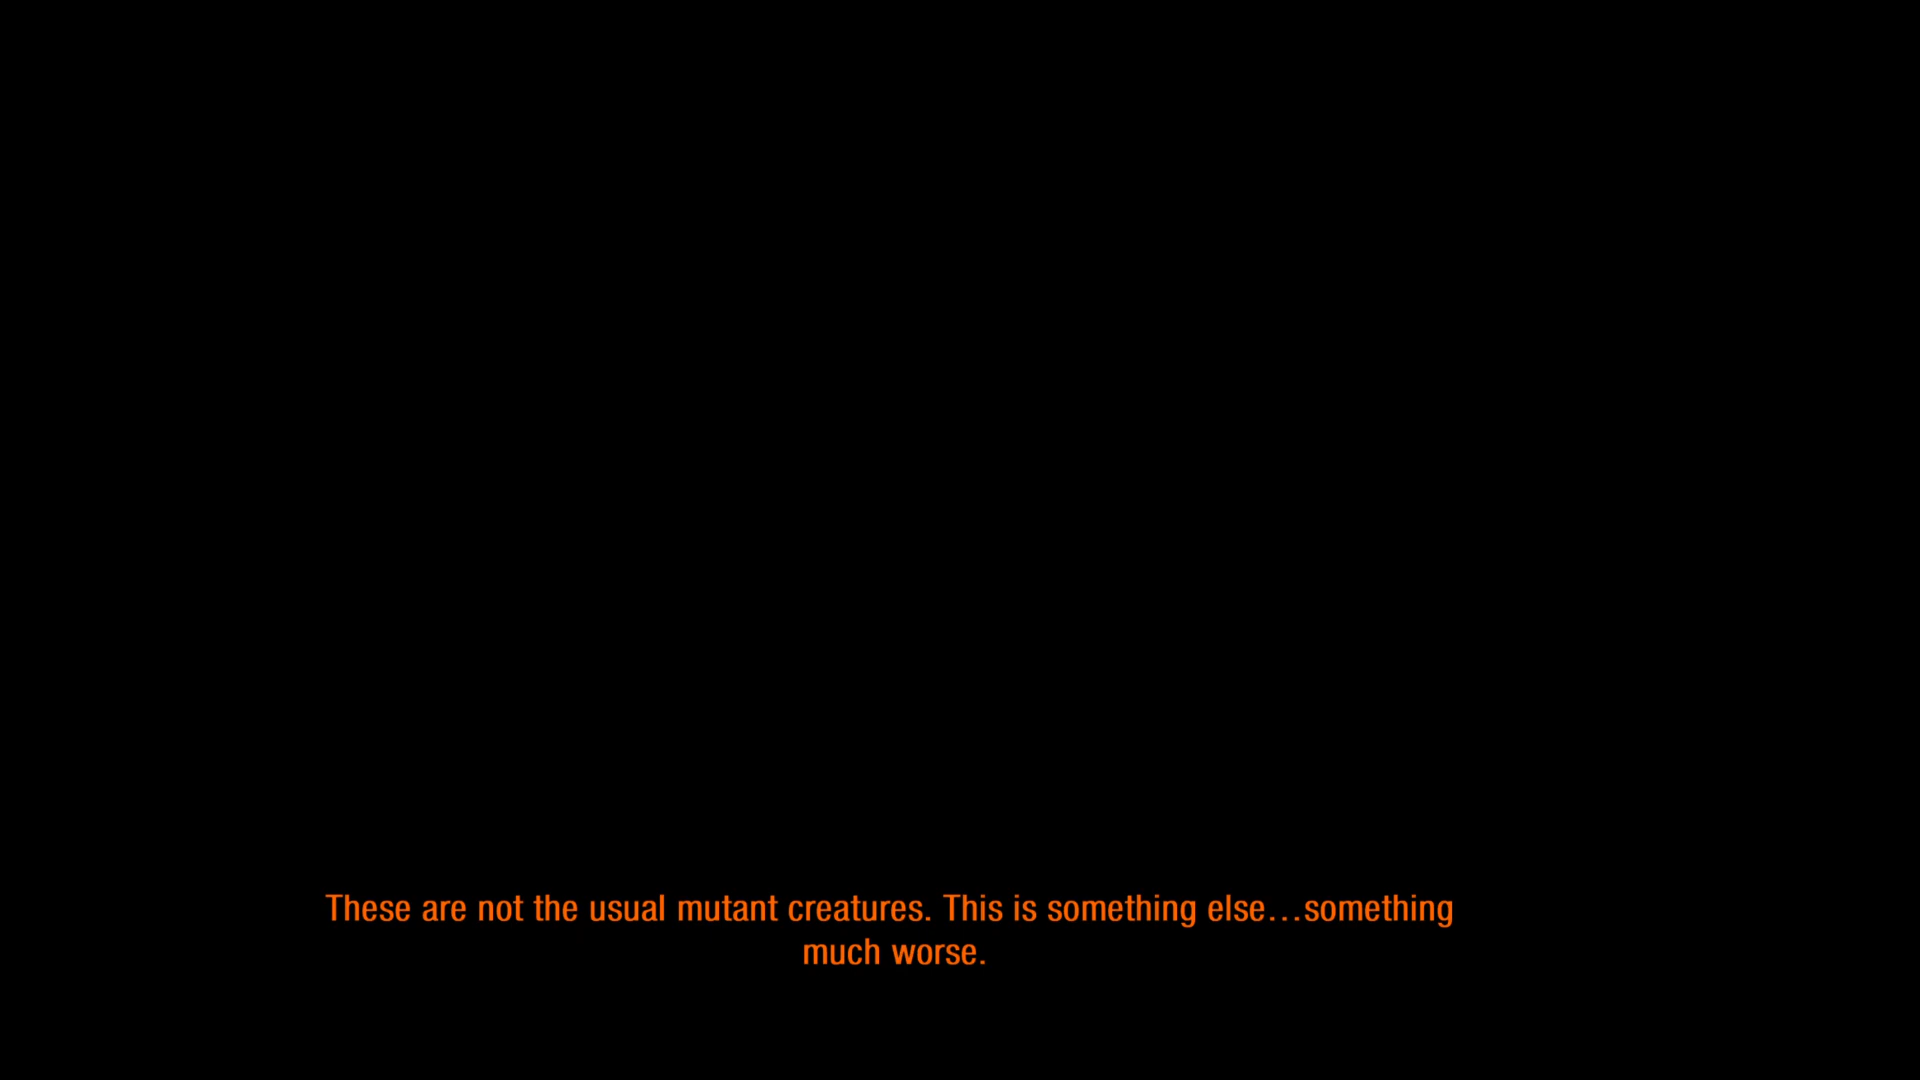 These are not the usual mutant creatures. This is something else…something
much worse.